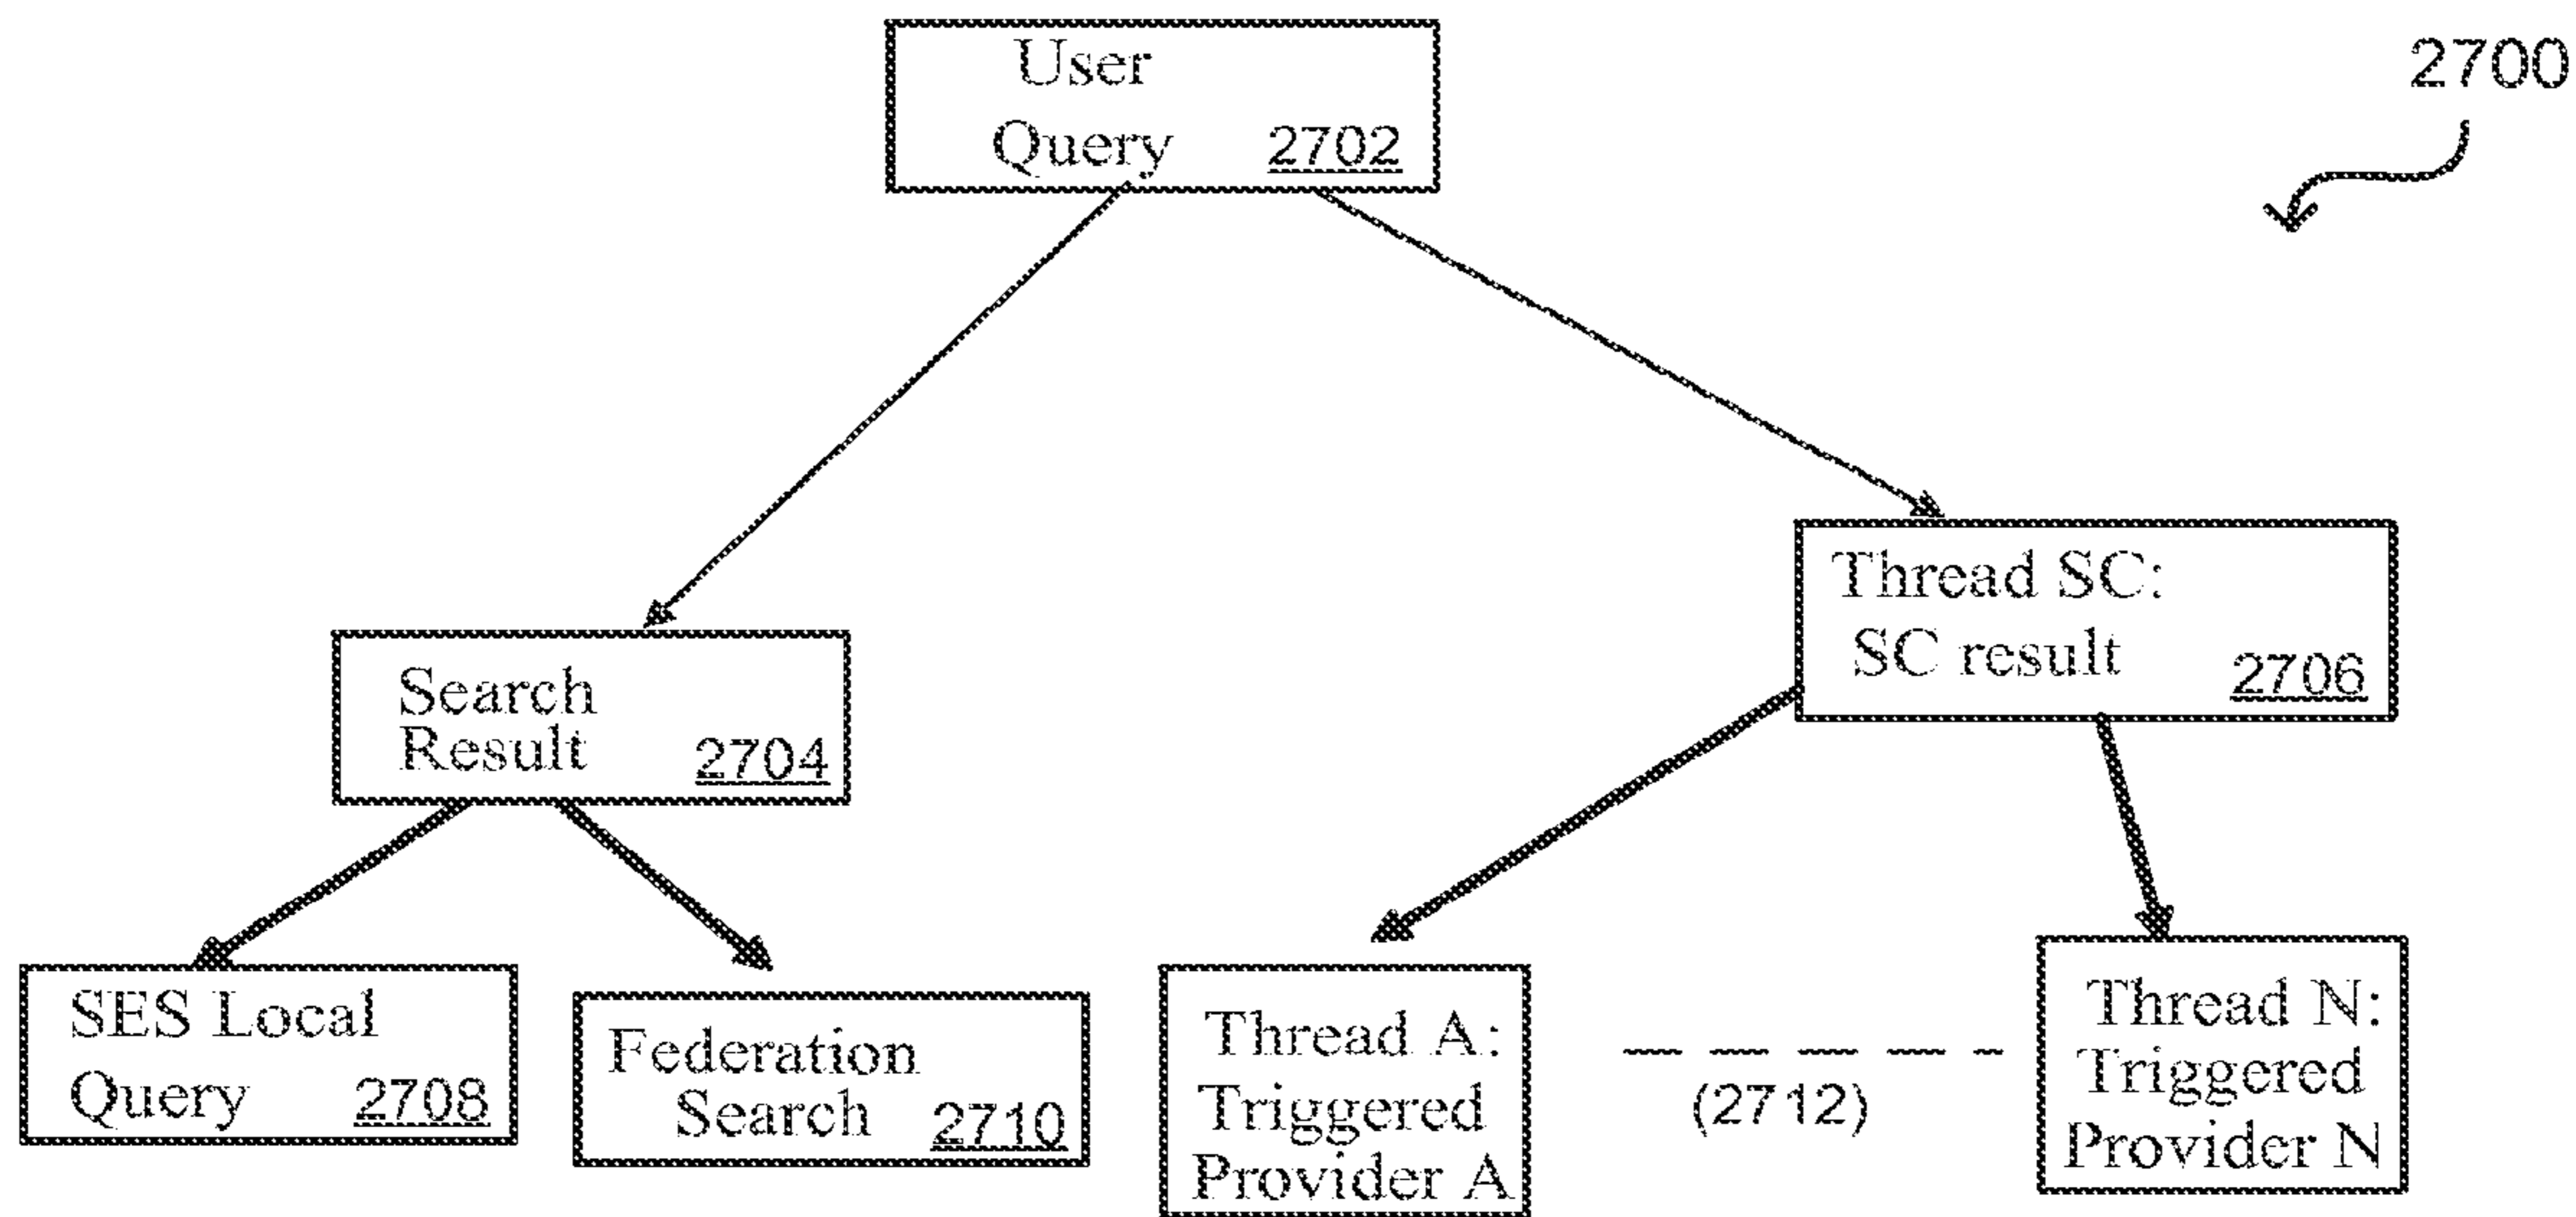 User
Query 2702
2700
Thread SC:
SC result 2706
Search
Result 2704
SES Local
Query 2708
Federation
Search 2710
Thread A:
Triggered
Provider A
(2712)
Thread N:
Triggered
Provider N